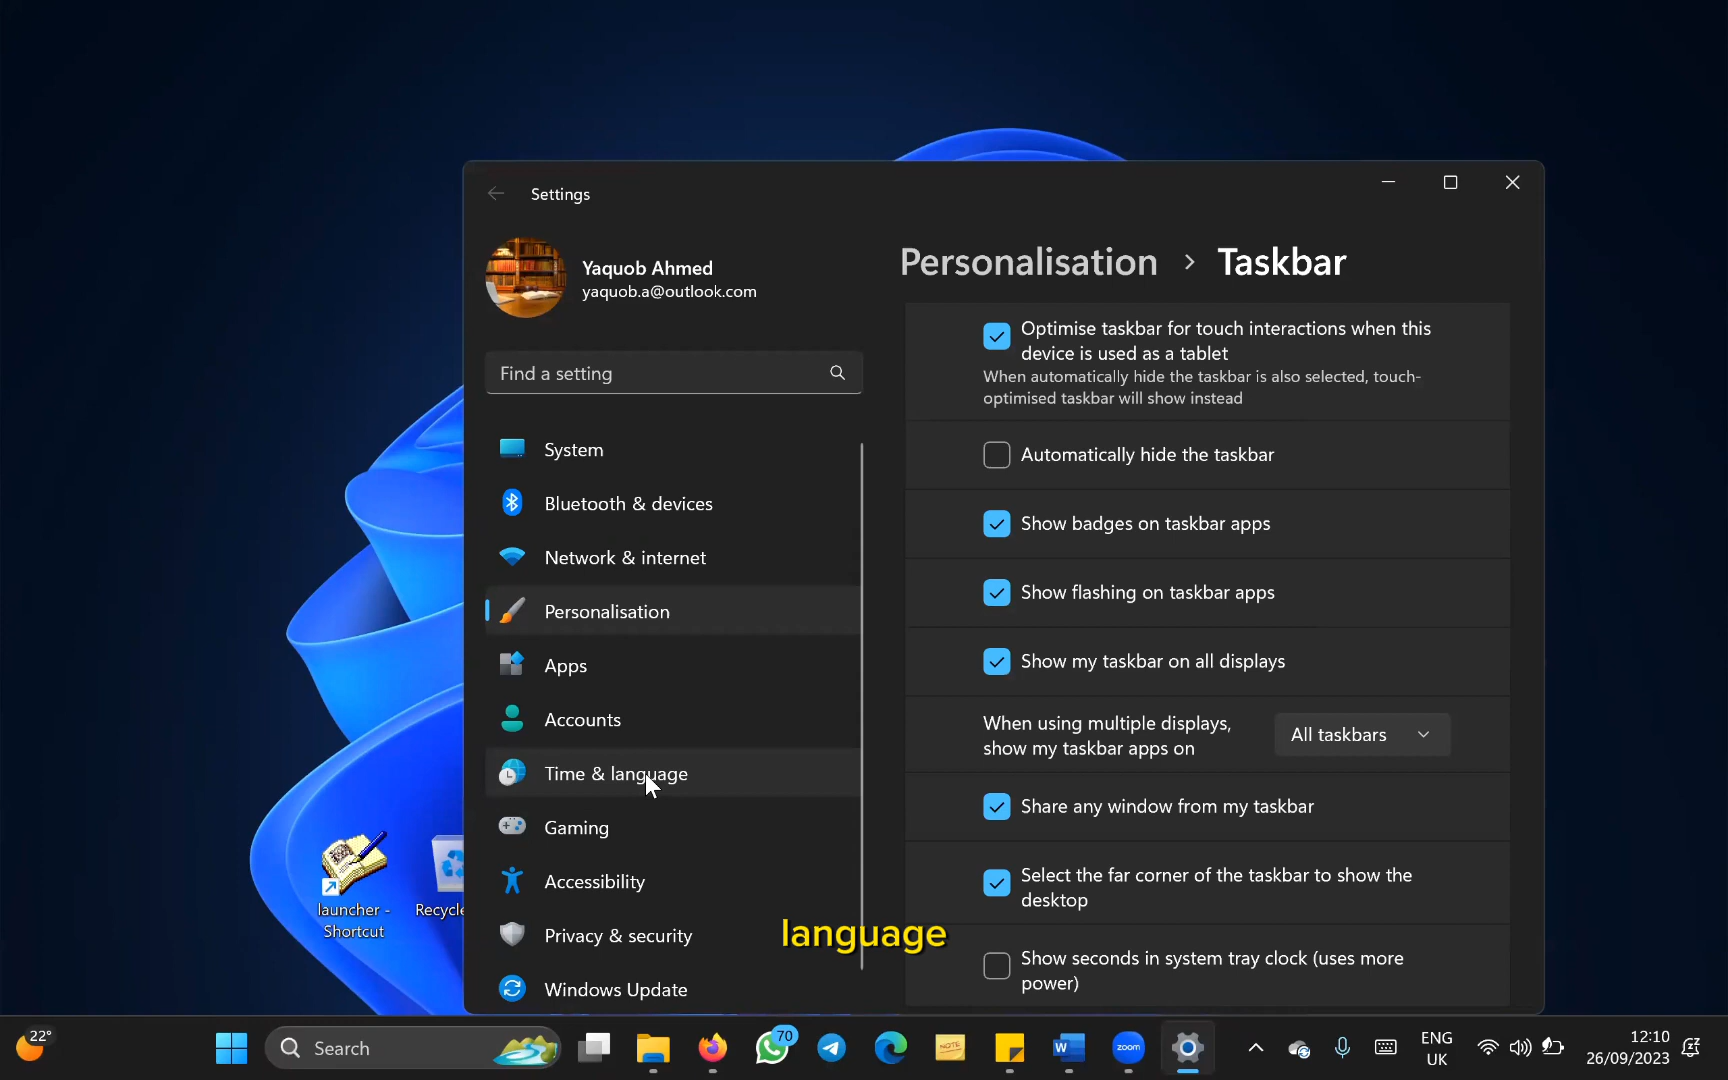 Settings
Yaquob Ahmed
yaquob.a@outlook.com
Find a setting
System
Bluetooth & devices
Network & internet
Personalisation
Apps
Accounts
Time & language
Gaming
Accessibility
Privacy & security
Windows Update
Personalisation > Taskbar
Optimise taskbar for touch interactions when this
device is used as a tablet
When automatically hide the taskbar is also selected, touch-
optimised taskbar will show instead
Automatically hide the taskbar
Show badges on taskbar apps
Show flashing on taskbar apps
Show my taskbar on all displays
When using multiple displays,
show my taskbar apps on
All taskbars
Share any window from my taskbar
Select the far corner of the taskbar to show the
desktop
Show seconds in system tray clock (uses more
power)
launcher -
Shortcut
Recycle
language
22°
Search
70
NOTE
W
zoom
ENG
UK
12:10
26/09/2023